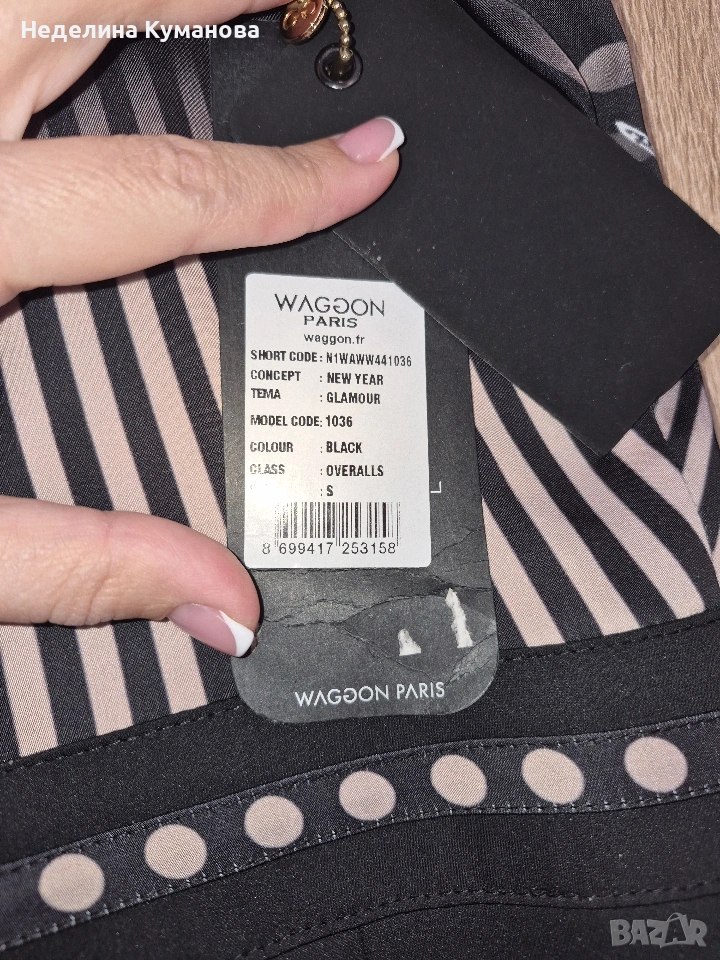 Неделина Куманова
WAGGON
PARIS
waggon.fr
SHORT CODE: N1WAWW441036
CONCEPT : NEW YEAR
TEMA : GLAMOUR
MODEL CODE: 1036
COLOUR : BLACK
CLASS : OVERALLS
: S
8 699417 253158
WAGGON PARIS
BAZAR